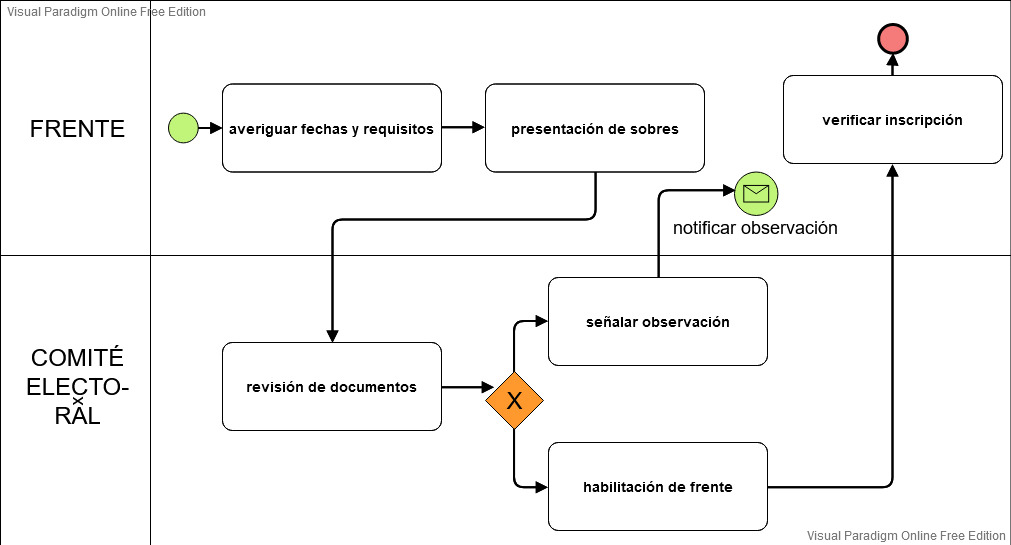 Visual Paradigm Online Free Edition
FRENTE
averiguar fechas y requisitos
presentación de sobres
verificar inscripción
notificar observación
COMITÉ
ELECTO-
RAL
x
señalar observación
revisión de documentos
X
habilitación de frente
Visual Paradigm Online Free Edition